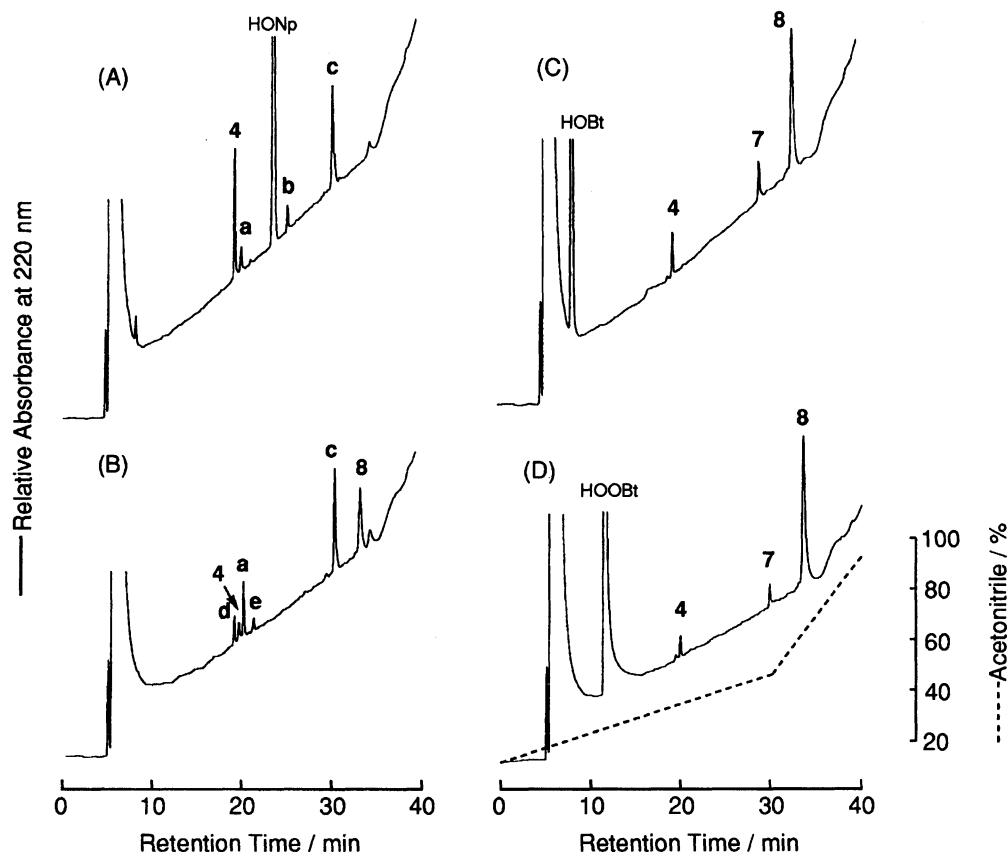 (A)
HONp
4
a
b
c
(C)
HOBt
4
7
8
(B)
4
d
a
e
c
8
(D)
HOOBt
4
7
8
Relative Absorbance at 220 nm
100
80
60
40
20
Acetonitrile / %
0 10 20 30 40
0 10 20 30 40
Retention Time / min
Retention Time / min